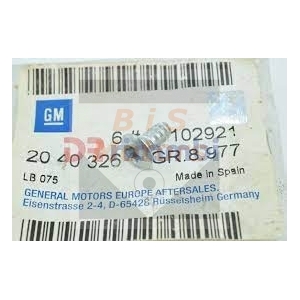 GM
6 102921
20 40 326 GR.8.977
LB 075
Made in Spain
GENERAL MOTORS EUROPE AFTERSALES.
Eisenstrasse 2-4, D-65428 Rüsselsheim Germany
BiS